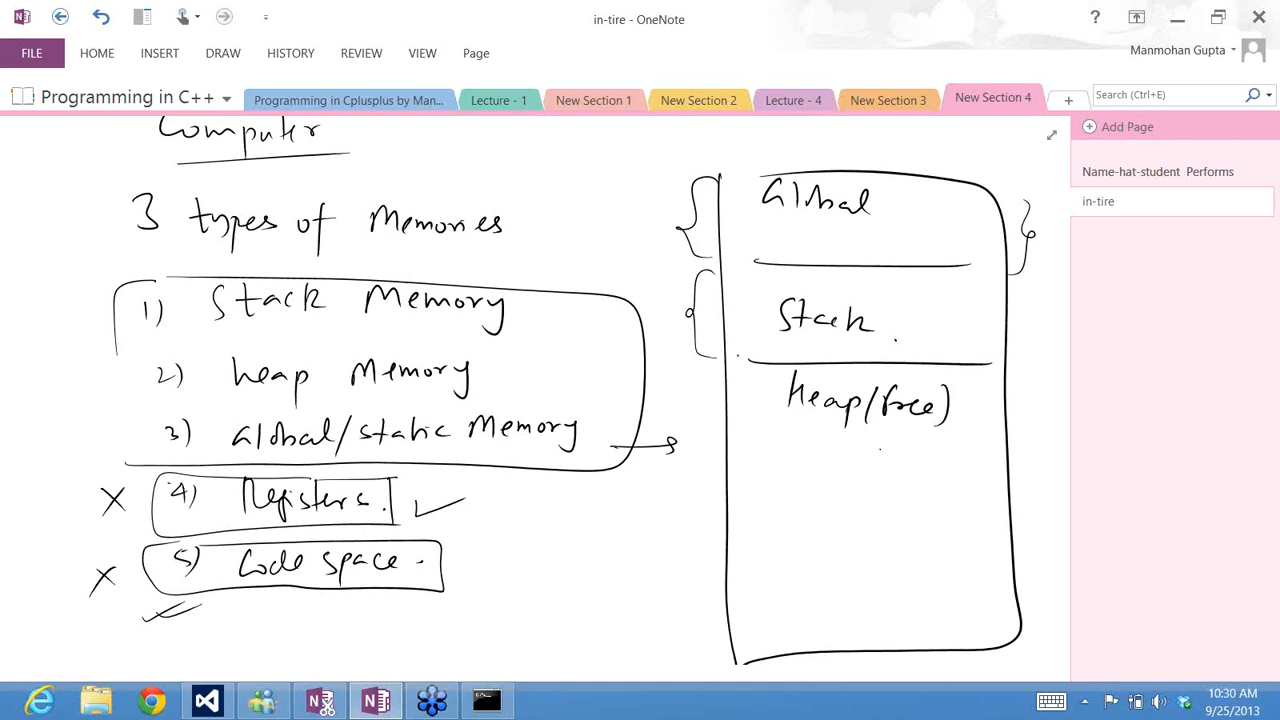 in-tire - OneNote
FILE HOME INSERT DRAW HISTORY REVIEW VIEW Page
Manmohan Gupta
Programming in C++
Programming in Cplusplus by Man... Lecture - 1 New Section 1 New Section 2 Lecture - 4 New Section 3 New Section 4
Search (Ctrl+E)
Add Page
Name-hat-student Performs
in-tire
Computer
3 types of Memories
1) Stack Memory
2) heap Memory
3) Global/static Memory
4) Registers.
5) Code space -
Global
Stack
Heap/(free)
10:30 AM
9/25/2013